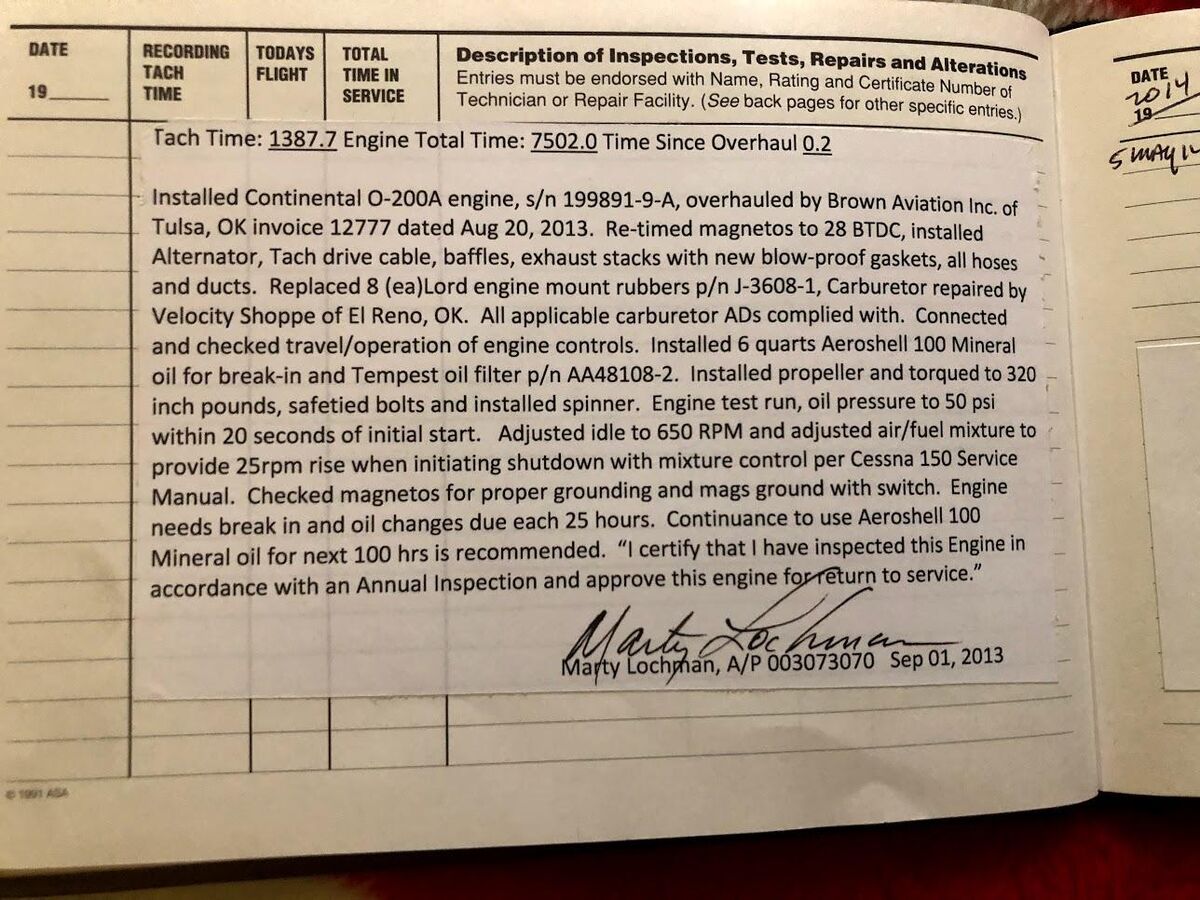 DATE
19____
RECORDING
TACH
TIME
TODAYS
FLIGHT
TOTAL
TIME IN
SERVICE
Description of Inspections, Tests, Repairs and Alterations
Entries must be endorsed with Name, Rating and Certificate Number of
Technician or Repair Facility. (See back pages for other specific entries.)
Tach Time: 1387.7 Engine Total Time: 7502.0 Time Since Overhaul 0.2
Installed Continental O-200A engine, s/n 199891-9-A, overhauled by Brown Aviation Inc. of
Tulsa, OK invoice 12777 dated Aug 20, 2013. Re-timed magnetos to 28 BTDC, installed
Alternator, Tach drive cable, baffles, exhaust stacks with new blow-proof gaskets, all hoses
and ducts. Replaced 8 (ea)Lord engine mount rubbers p/n J-3608-1, Carburetor repaired by
Velocity Shoppe of El Reno, OK. All applicable carburetor ADs complied with. Connected
and checked travel/operation of engine controls. Installed 6 quarts Aeroshell 100 Mineral
oil for break-in and Tempest oil filter p/n AA48108-2. Installed propeller and torqued to 320
inch pounds, safetied bolts and installed spinner. Engine test run, oil pressure to 50 psi
within 20 seconds of initial start. Adjusted idle to 650 RPM and adjusted air/fuel mixture to
provide 25rpm rise when initiating shutdown with mixture control per Cessna 150 Service
Manual. Checked magnetos for proper grounding and mags ground with switch. Engine
needs break in and oil changes due each 25 hours. Continuance to use Aeroshell 100
Mineral oil for next 100 hrs is recommended. “I certify that I have inspected this Engine in
accordance with an Annual Inspection and approve this engine for return to service.”
Marty Lochman
Marty Lochman, A/P 003073070 Sep 01, 2013
© 1991 ASA
DATE
2014
19
5 MAY